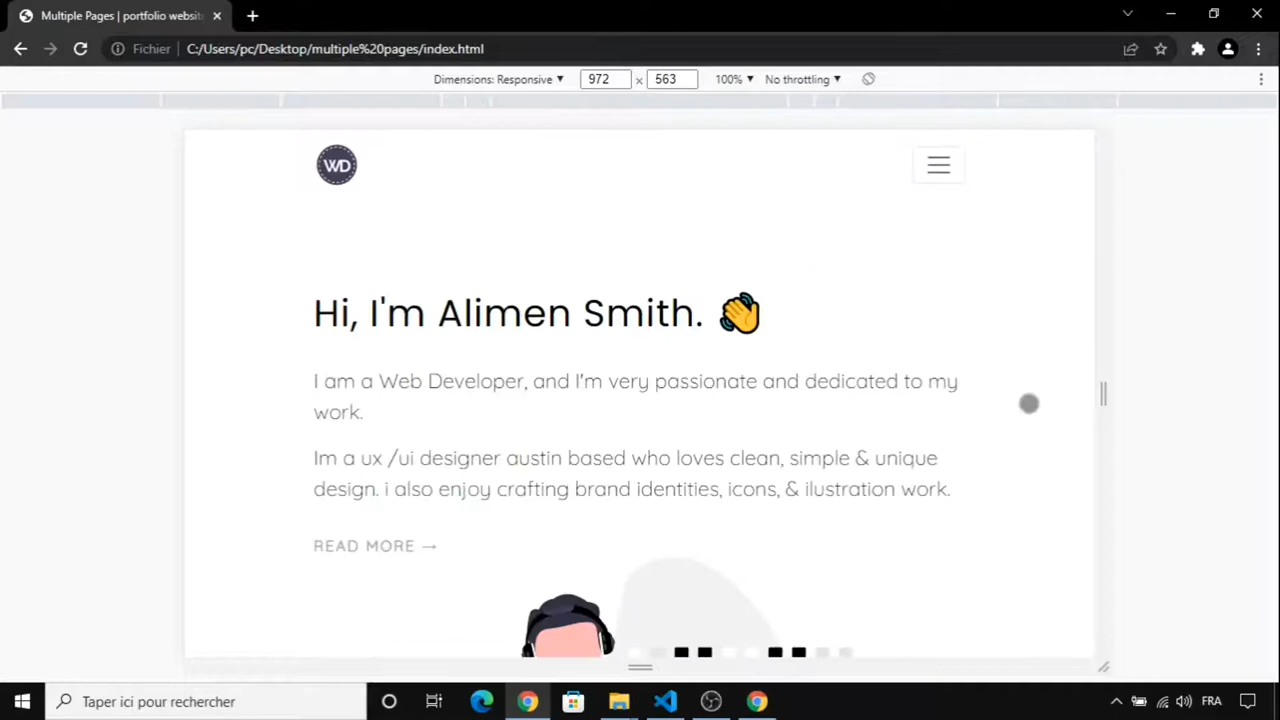 Multiple Pages | portfolio websit
Fichier
C:/Users/pc/Desktop/multiple%20pages/index.html
Dimensions: Responsive ▼ 972 × 563 100% ▼ No throttling ▼
WD
Hi, I'm Alimen Smith. 👋
I am a Web Developer, and I'm very passionate and dedicated to my
work.
Im a ux /ui designer austin based who loves clean, simple & unique
design. i also enjoy crafting brand identities, icons, & ilustration work.
READ MORE →
Taper ici pour rechercher
FRA